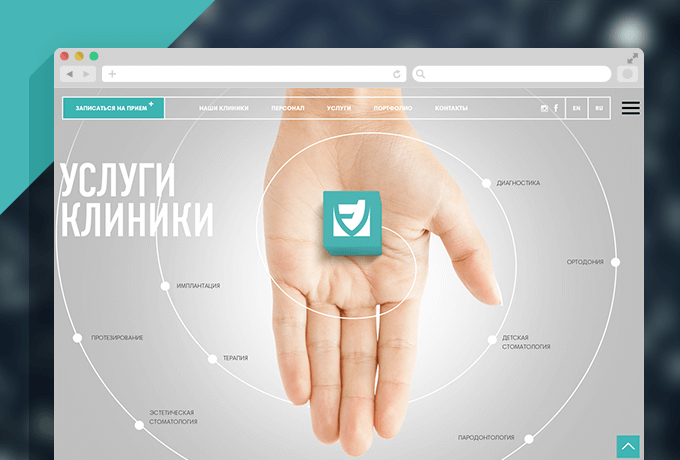 ЗАПИСАТЬСЯ НА ПРИЕМ +
НАШИ КЛИНИКИ ПЕРСОНАЛ УСЛУГИ ПОРТФОЛИО КОНТАКТЫ
EN RU
УСЛУГИ
КЛИНИКИ
ДИАГНОСТИКА
ОРТОДОНИЯ
ИМПЛАНТАЦИЯ
ПРОТЕЗИРОВАНИЕ
ДЕТСКАЯ
СТОМАТОЛОГИЯ
ТЕРАПИЯ
ЭСТЕТИЧЕСКАЯ
СТОМАТОЛОГИЯ
ПАРОДОНТОЛОГИЯ